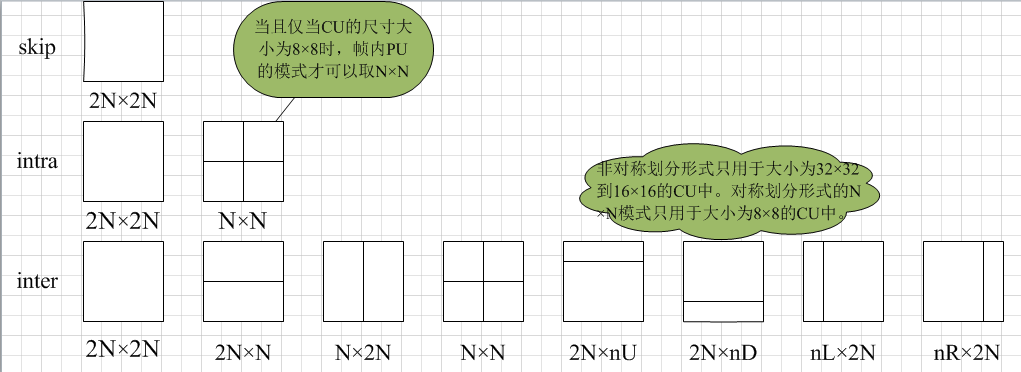 skip
当且仅当CU的尺寸大
小为8×8时，帧内PU
的模式才可以取N×N
2N×2N
intra
2N×2N
N×N
非对称划分形式只用于大小为32×32
到16×16的CU中。对称划分形式的N
×N模式只用于大小为8×8的CU中。
inter
2N×2N
2N×N
N×2N
N×N
2N×nU
2N×nD
nL×2N
nR×2N